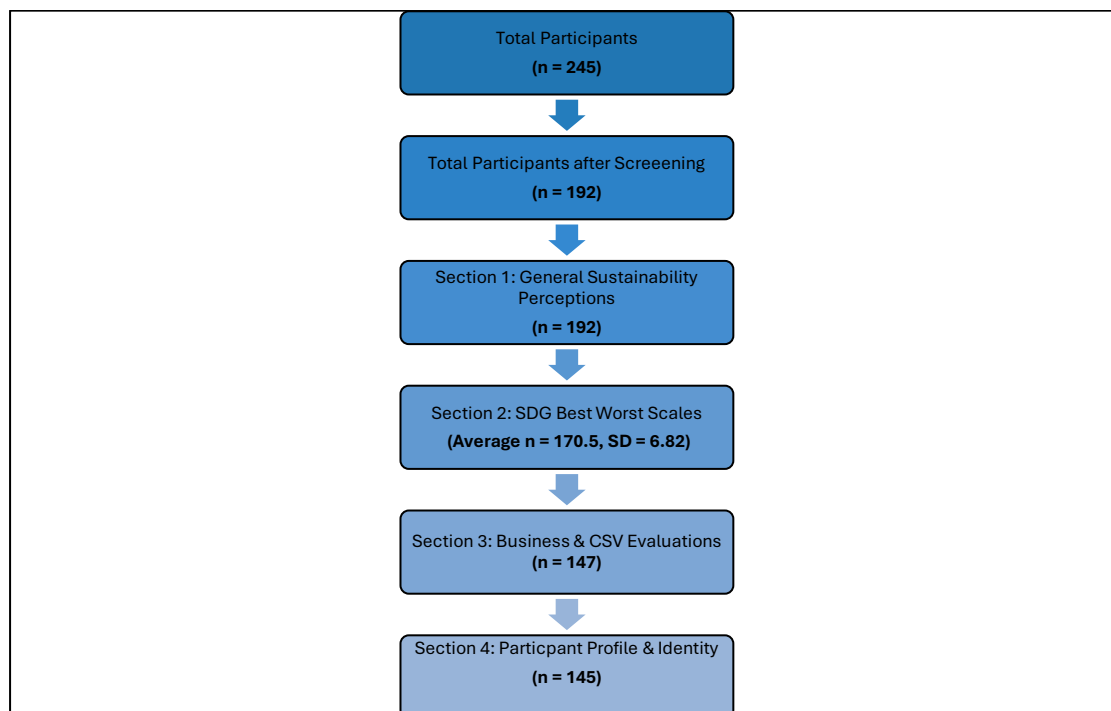 Total Participants
(n = 245)
Total Participants after Screeening
(n = 192)
Section 1: General Sustainability
Perceptions
(n = 192)
Section 2: SDG Best Worst Scales
(Average n = 170.5, SD = 6.82)
Section 3: Business & CSV Evaluations
(n = 147)
Section 4: Particpant Profile & Identity
(n = 145)